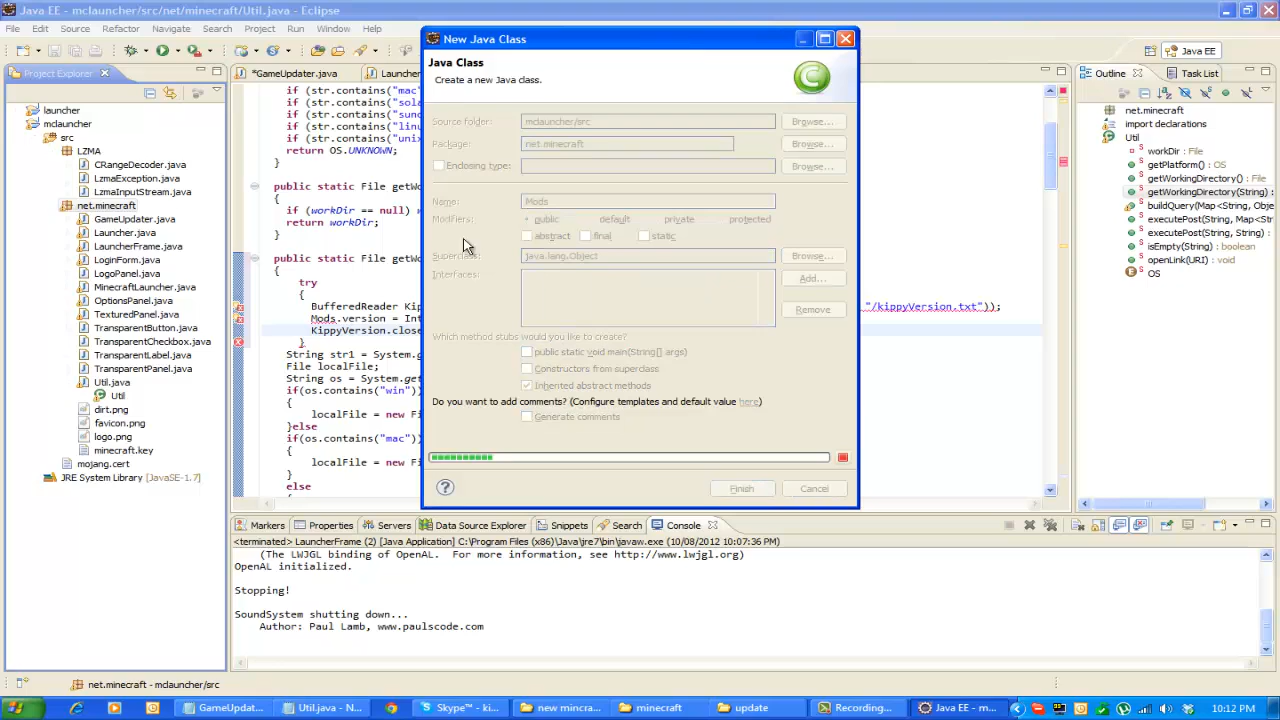 Java EE - mclauncher/src/net/minecraft/Util.java - Eclipse
File Edit Source Refactor Navigate Search Project Run Window Help
Java EE
Project Explorer
launcher
mclauncher
src
LZMA
CRangeDecoder.java
LzmaException.java
LzmaInputStream.java
net.minecraft
GameUpdater.java
Launcher.java
LauncherFrame.java
LoginForm.java
LogoPanel.java
MinecraftLauncher.java
OptionsPanel.java
TexturedPanel.java
TransparentButton.java
TransparentCheckbox.java
TransparentLabel.java
TransparentPanel.java
Util.java
Util
dirt.png
favicon.png
logo.png
minecraft.key
mojang.cert
JRE System Library [JavaSE-1.7]
*GameUpdater.java Launcher
if (str.contains("mac"
if (str.contains("sola
if (str.contains("sunc
if (str.contains("linu
if (str.contains("unix
return OS.UNKNOWN;
}
public static File getWo
{
if (workDir == null) w
return workDir;
}
public static File getWo
{
try
{
BufferedReader Kip "/kippyVersion.txt"));
Mods.version = Int
KippyVersion.close
}
String str1 = System.g
File localFile;
String os = System.get
if(os.contains("win")
{
localFile = new F
}else
if(os.contains("mac")
{
localFile = new F
}
else
New Java Class
Java Class
Create a new Java class.
Source folder: mclauncher/src Browse...
Package: net.minecraft Browse...
Enclosing type: Browse...
Name: Mods
Modifiers: public default private protected
abstract final static
Superclass: java.lang.Object Browse...
Interfaces: Add...
Remove
Which method stubs would you like to create?
public static void main(String[] args)
Constructors from superclass
Inherited abstract methods
Do you want to add comments? (Configure templates and default value here)
Generate comments
Finish Cancel
Outline Task List
net.minecraft
import declarations
Util
workDir : File
getPlatform() : OS
getWorkingDirectory() : File
getWorkingDirectory(String) :
buildQuery(Map<String, Ob
executePost(String, Map<S
executePost(String, String,
isEmpty(String) : boolean
openLink(URI) : void
OS
Markers Properties Servers Data Source Explorer Snippets Search Console
<terminated> LauncherFrame (2) [Java Application] C:\Program Files (x86)\Java\jre7\bin\javaw.exe (10/08/2012 10:07:36 PM)
(The LWJGL binding of OpenAL. For more information, see http://www.lwjgl.org)
OpenAL initialized.
Stopping!
SoundSystem shutting down...
Author: Paul Lamb, www.paulscode.com
net.minecraft - mclauncher/src
start GameUpdat... Util.java - N... Skype™ - ki... new mincra... minecraft update Recording... Java EE - m... 10:12 PM